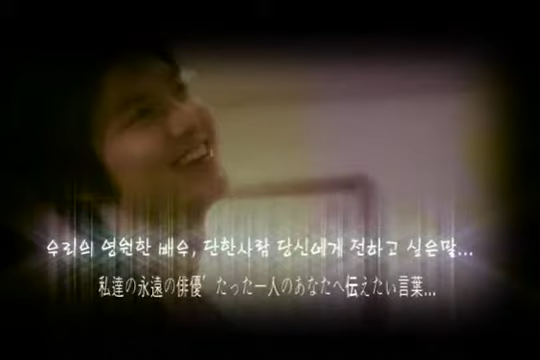 우리의 영원한 배우, 단한사람 당신에게 전하고 싶은말...
私達の永遠の俳優゛たった一人のあなたへ伝えたい言葉...